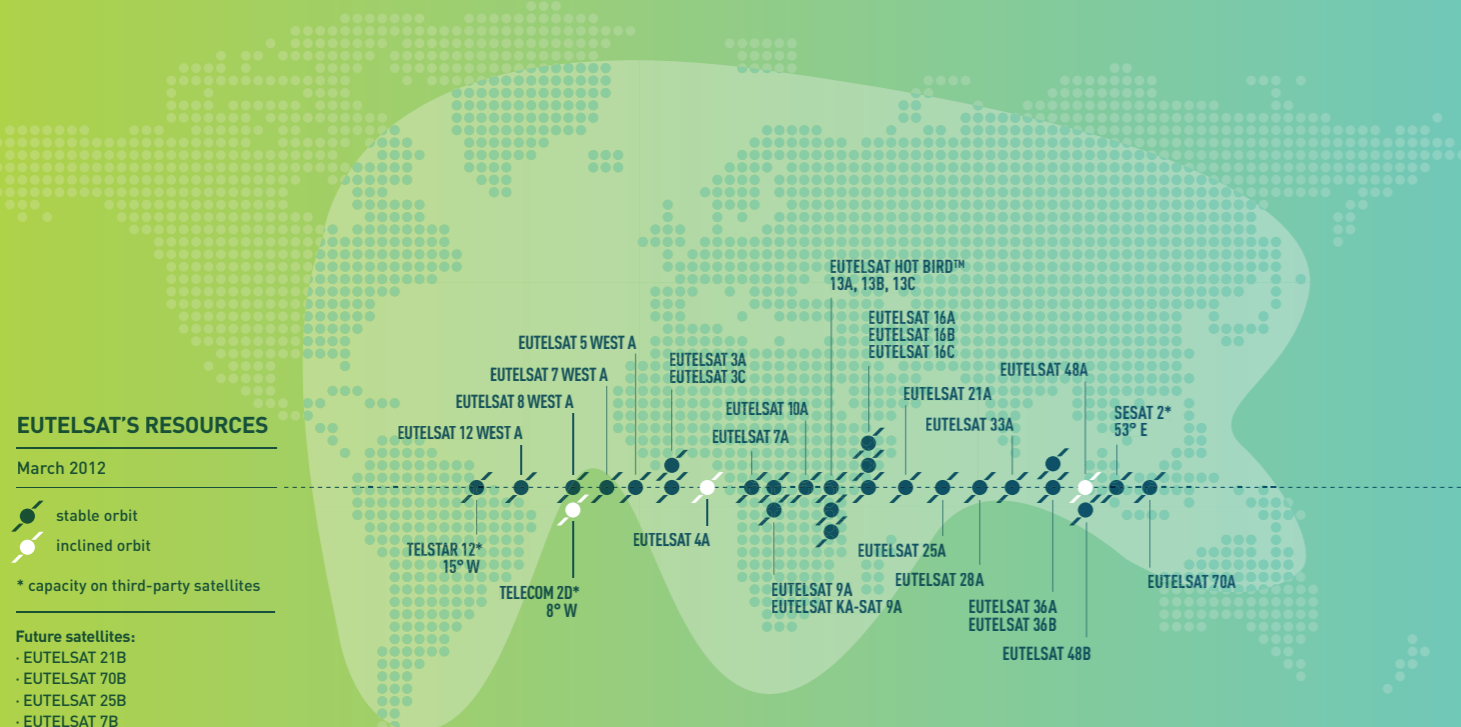 EUTELSAT'S RESOURCES
March 2012
stable orbit
inclined orbit
* capacity on third-party satellites
Future satellites:
· EUTELSAT 21B
· EUTELSAT 70B
· EUTELSAT 25B
· EUTELSAT 7B
TELSTAR 12*
15° W
EUTELSAT 12 WEST A
EUTELSAT 8 WEST A
TELECOM 2D*
8° W
EUTELSAT 7 WEST A
EUTELSAT 5 WEST A
EUTELSAT 3A
EUTELSAT 3C
EUTELSAT 4A
EUTELSAT 7A
EUTELSAT 9A
EUTELSAT KA-SAT 9A
EUTELSAT 10A
EUTELSAT HOT BIRD™
13A, 13B, 13C
EUTELSAT 16A
EUTELSAT 16B
EUTELSAT 16C
EUTELSAT 21A
EUTELSAT 25A
EUTELSAT 28A
EUTELSAT 33A
EUTELSAT 36A
EUTELSAT 36B
EUTELSAT 48A
EUTELSAT 48B
SESAT 2*
53° E
EUTELSAT 70A